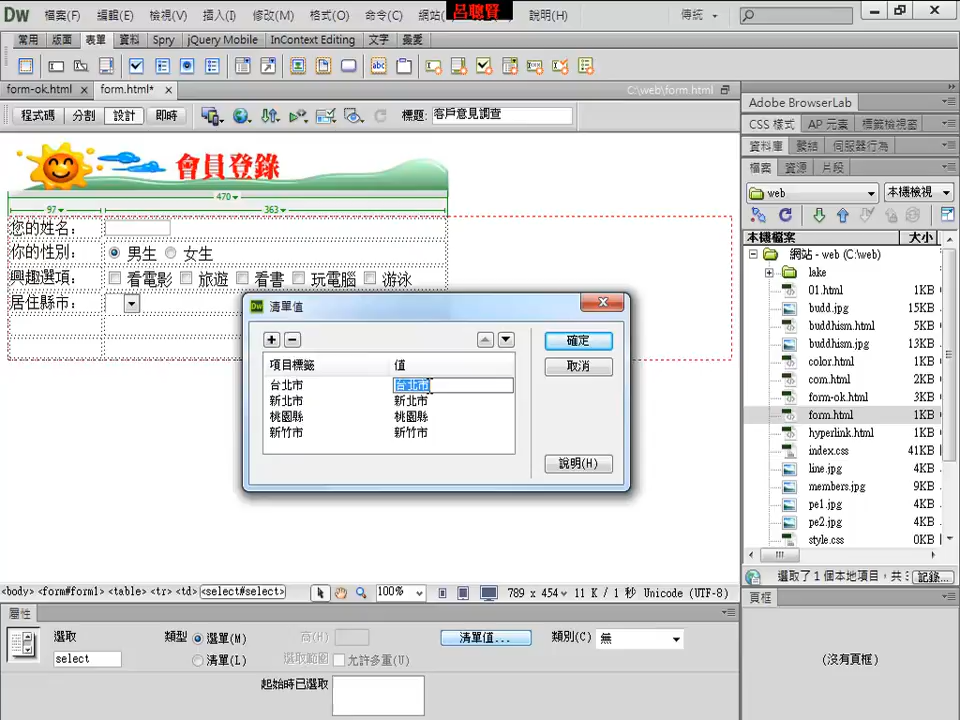 Dw 檔案(F) 編輯(E) 檢視(V) 插入(I) 修改(M) 格式(O) 命令(C) 網站( 呂聰賢 說明(H) 傳統
常用 版面 表單 資料 Spry jQuery Mobile InContext Editing 文字 最愛
form-ok.html form.html* C:\web\form.html
程式碼 分割 設計 即時 標題: 客戶意見調查
會員登錄
470
97 363
您的姓名:
你的性別: 男生 女生
興趣選項: 看電影 旅遊 看書 玩電腦 游泳
居住縣市:
Dw 清單值
項目標籤 值
台北市 台北市
新北市 新北市
桃園縣 桃園縣
新竹市 新竹市
確定
取消
說明(H)
Adobe BrowserLab
CSS 樣式 AP 元素 標籤檢視窗
資料庫 繫結 伺服器行為
檔案 資源 片段
web 本機檢視
本機檔案 大小
網站 - web (C:\web)
lake
01.html 1KB
budd.jpg 15KB
buddhism.html 5KB
buddhism.jpg 13KB
color.html 1KB
com.html 1KB
form-ok.html 3KB
form.html 1KB
hyperlink.html 1KB
index.css 41KB
line.jpg 4KB
members.jpg 9KB
pe1.jpg 4KB
pe2.jpg 4KB
style.css 0KB
選取了 1 個本地項目，共 記錄...
頁框
(沒有頁框)
<body> <form#form1> <table> <tr> <td> <select#select> 100% 789 x 454 11 K / 1 秒 Unicode (UTF-8)
屬性
選取 類型 選單(M) 高(H) 清單值... 類別(C) 無
select 清單(L) 選取範圍 允許多重(U)
起始時已選取